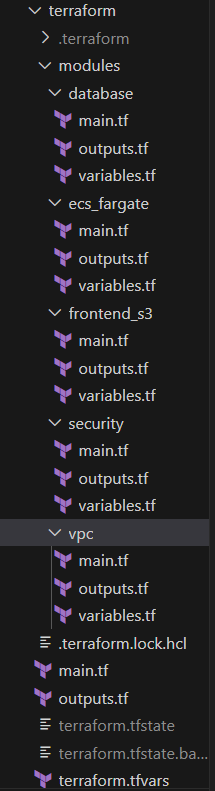 terraform
.terraform
modules
database
main.tf
outputs.tf
variables.tf
ecs_fargate
main.tf
outputs.tf
variables.tf
frontend_s3
main.tf
outputs.tf
variables.tf
security
main.tf
outputs.tf
variables.tf
vpc
main.tf
outputs.tf
variables.tf
.terraform.lock.hcl
main.tf
outputs.tf
terraform.tfstate
terraform.tfstate.ba...
terraform.tfvars